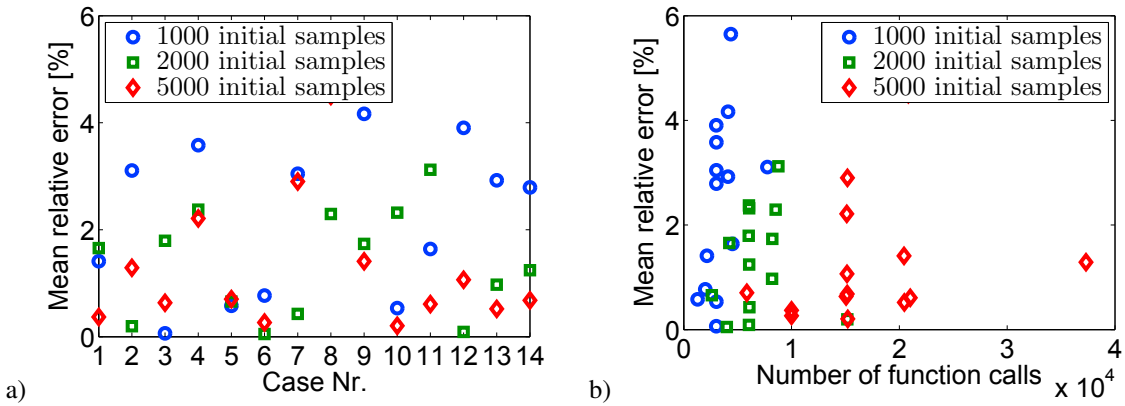 6
4
2
0
Mean relative error [%]
1000 initial samples
2000 initial samples
5000 initial samples
1 2 3 4 5 6 7 8 9 10 11 12 13 14
Case Nr.
a)
6
4
2
0
Mean relative error [%]
1000 initial samples
2000 initial samples
5000 initial samples
0 1 2 3 4
Number of function calls
x 10^4
b)